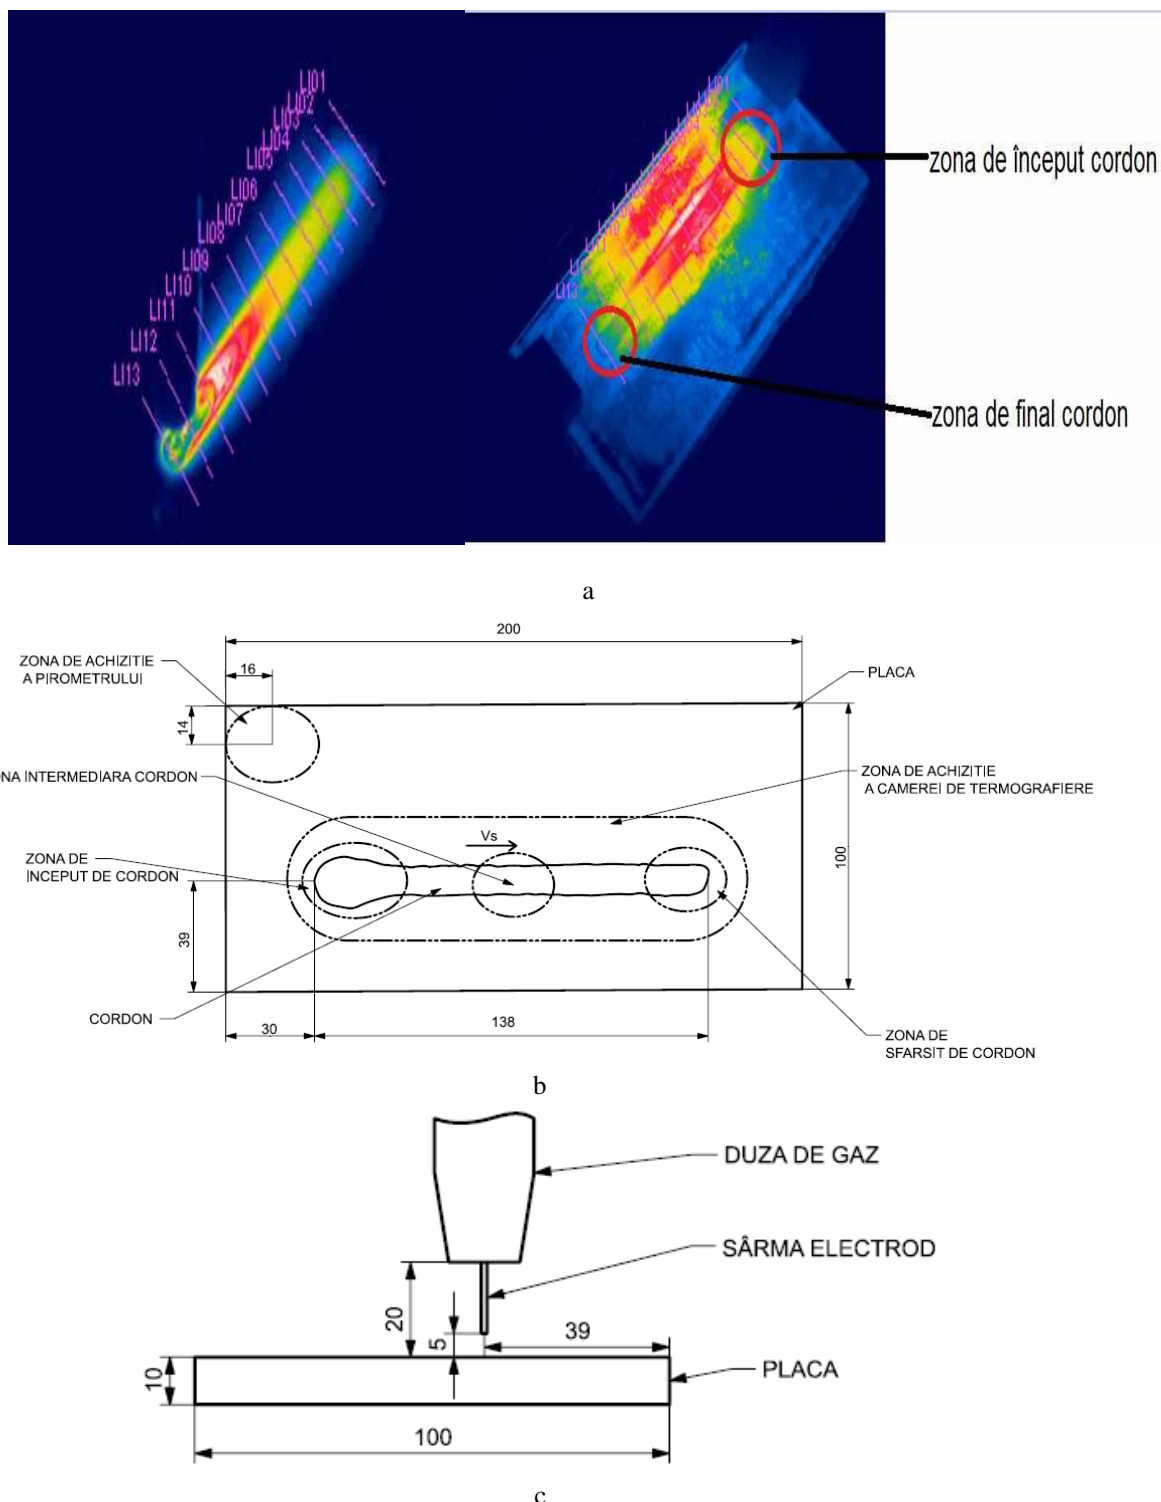 LI01
LI02
LI03
LI04
LI05
LI06
LI07
LI08
LI09
LI10
LI11
LI12
LI13
LI01
LI13
zona de început cordon
zona de final cordon
a
200
ZONA DE ACHIZITIE
A PIROMETRULUI
16
PLACA
14
NA INTERMEDIARA CORDON
ZONA DE ACHIZITIE
A CAMEREI DE TERMOGRAFIERE
Vs
ZONA DE
INCEPUT DE CORDON
100
39
CORDON
30
138
ZONA DE
SFARSIT DE CORDON
b
DUZA DE GAZ
SÂRMA ELECTROD
20
5
39
10
PLACA
100
c